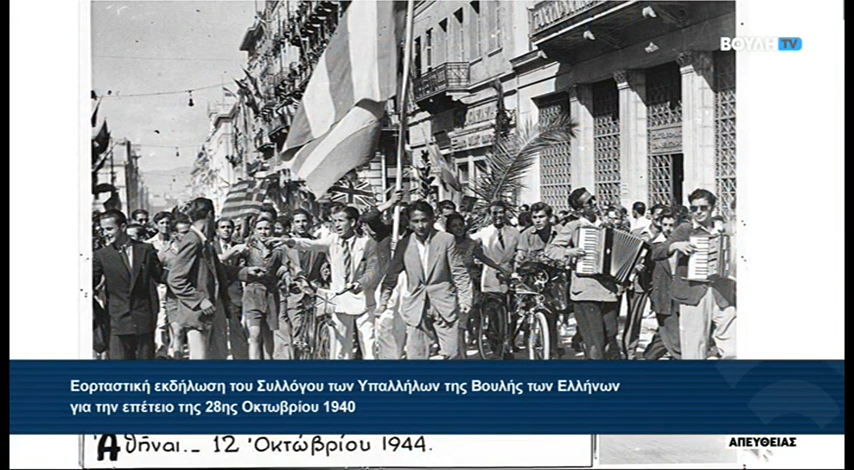 ΒΟΥΛΗ TV
Εορταστική εκδήλωση του Συλλόγου των Υπαλλήλων της Βουλής των Ελλήνων
για την επέτειο της 28ης Οκτωβρίου 1940
Ἀθῆναι.- 12 Ὀκτώβριου 1944.
ΑΠΕΥΘΕΙΑΣ